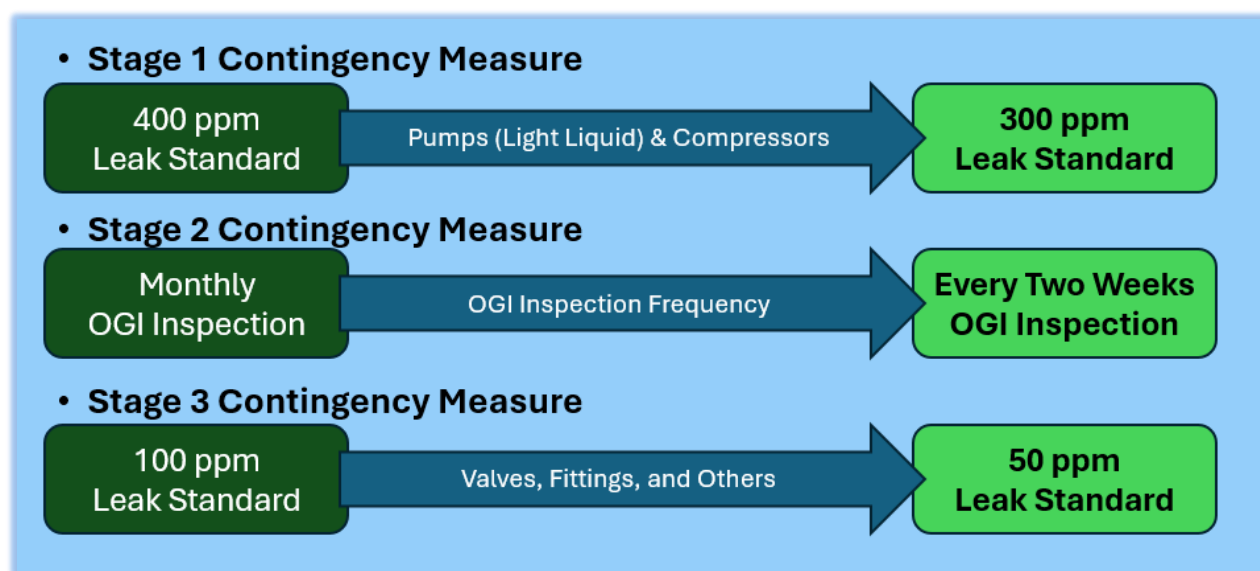 • Stage 1 Contingency Measure
400 ppm
Leak Standard
Pumps (Light Liquid) & Compressors
300 ppm
Leak Standard
• Stage 2 Contingency Measure
Monthly
OGI Inspection
OGI Inspection Frequency
Every Two Weeks
OGI Inspection
• Stage 3 Contingency Measure
100 ppm
Leak Standard
Valves, Fittings, and Others
50 ppm
Leak Standard